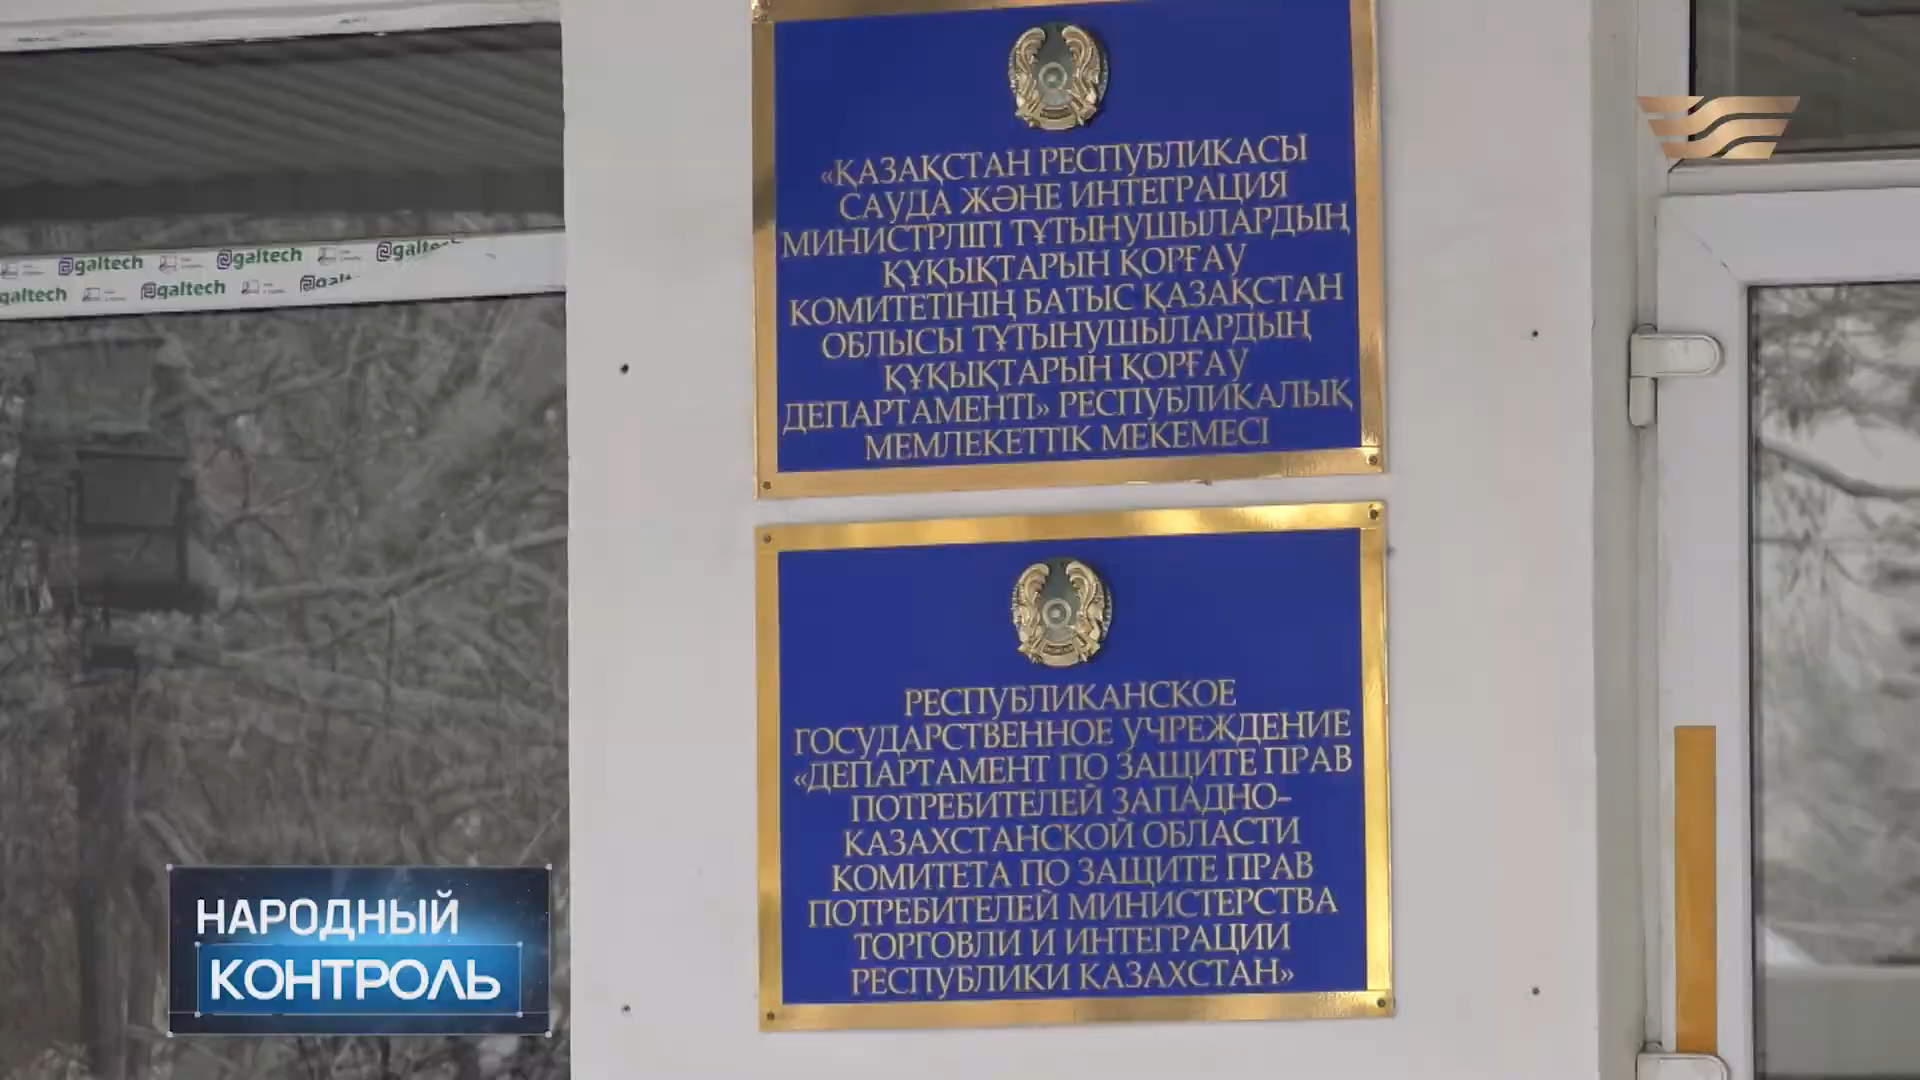 «ҚАЗАҚСТАН РЕСПУБЛИКАСЫ
САУДА ЖӘНЕ ИНТЕГРАЦИЯ
МИНИСТРЛІГІ ТҰТЫНУШЫЛАРДЫҢ
ҚҰҚЫҚТАРЫН ҚОРҒАУ
КОМИТЕТІНІҢ БАТЫС ҚАЗАҚСТАН
ОБЛЫСЫ ТҰТЫНУШЫЛАРДЫҢ
ҚҰҚЫҚТАРЫН ҚОРҒАУ
ДЕПАРТАМЕНТІ» РЕСПУБЛИКАЛЫҚ
МЕМЛЕКЕТТІК МЕКЕМЕСІ
galtech galtech galte
galtech galtech
РЕСПУБЛИКАНСКОЕ
ГОСУДАРСТВЕННОЕ УЧРЕЖДЕНИЕ
«ДЕПАРТАМЕНТ ПО ЗАЩИТЕ ПРАВ
ПОТРЕБИТЕЛЕЙ ЗАПАДНО-
КАЗАХСТАНСКОЙ ОБЛАСТИ
КОМИТЕТА ПО ЗАЩИТЕ ПРАВ
ПОТРЕБИТЕЛЕЙ МИНИСТЕРСТВА
ТОРГОВЛИ И ИНТЕГРАЦИИ
РЕСПУБЛИКИ КАЗАХСТАН»
НАРОДНЫЙ
КОНТРОЛЬ